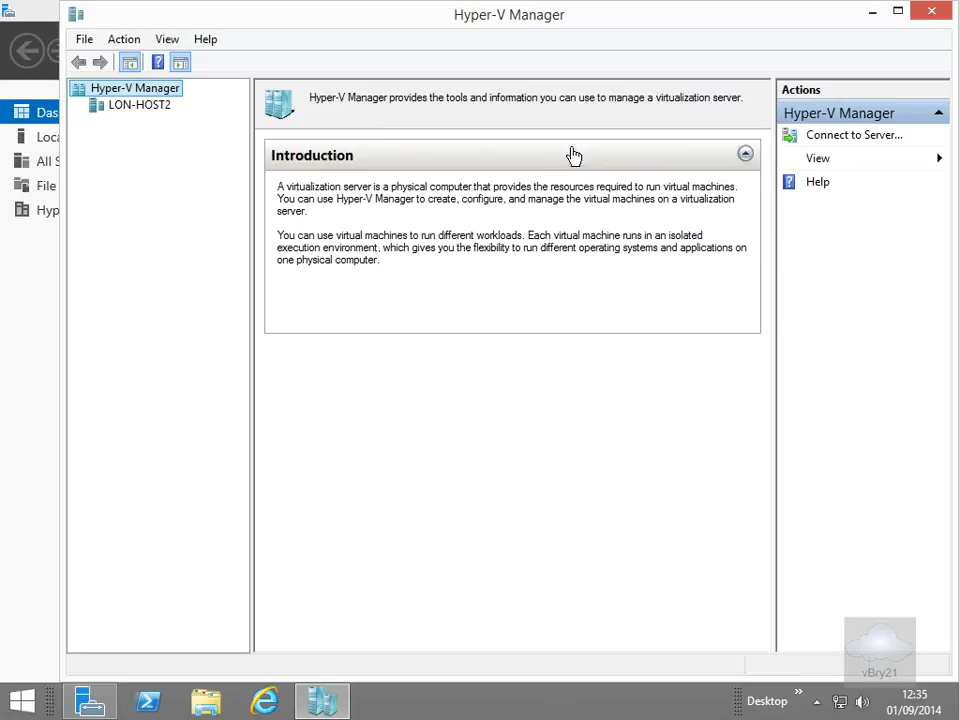 Hyper-V Manager
File Action View Help
Das
Loca
All S
File
Hyp
Hyper-V Manager
LON-HOST2
Hyper-V Manager provides the tools and information you can use to manage a virtualization server.
Introduction
A virtualization server is a physical computer that provides the resources required to run virtual machines.
You can use Hyper-V Manager to create, configure, and manage the virtual machines on a virtualization
server.
You can use virtual machines to run different workloads. Each virtual machine runs in an isolated
execution environment, which gives you the flexibility to run different operating systems and applications on
one physical computer.
Actions
Hyper-V Manager
Connect to Server...
View
Help
vBry21
Desktop
12:35
01/09/2014